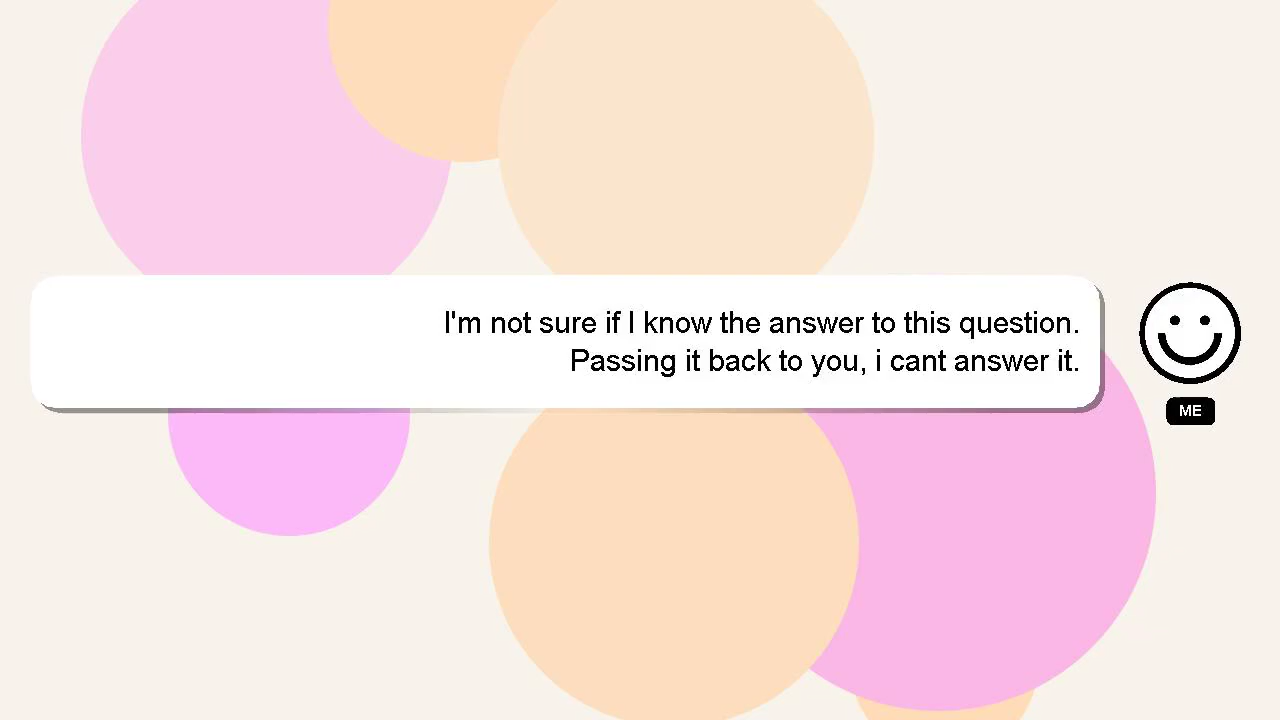 I'm not sure if I know the answer to this question.
Passing it back to you, i cant answer it.
ME